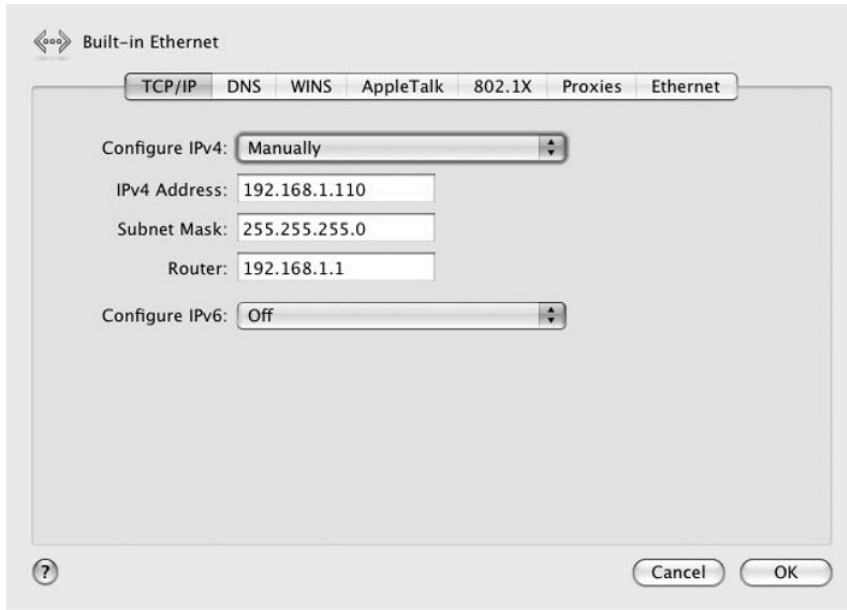 Built-in Ethernet
TCP/IP DNS WINS AppleTalk 802.1X Proxies Ethernet
Configure IPv4: Manually
IPv4 Address: 192.168.1.110
Subnet Mask: 255.255.255.0
Router: 192.168.1.1
Configure IPv6: Off
? Cancel OK